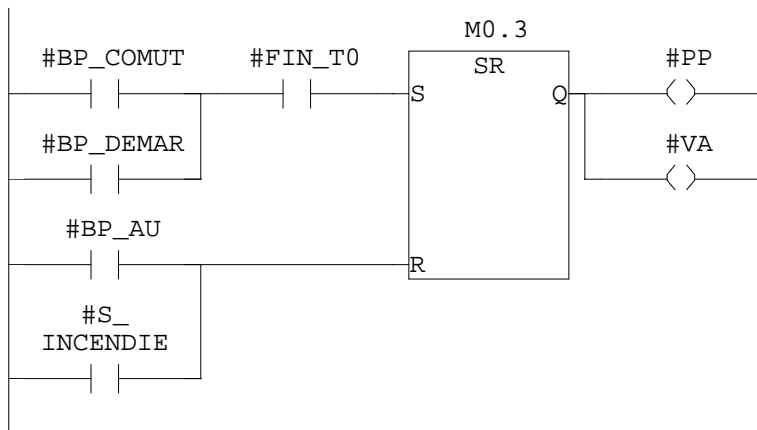 M0.3
#BP_COMUT #FIN_T0 SR #PP
S Q
#BP_DEMAR #VA
#BP_AU
R
#S_
INCENDIE